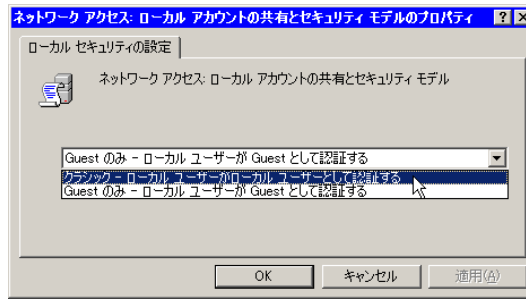 ネットワーク アクセス: ローカル アカウントの共有とセキュリティ モデルのプロパティ
ローカル セキュリティの設定
ネットワーク アクセス: ローカル アカウントの共有とセキュリティ モデル
Guest のみ - ローカル ユーザーが Guest として認証する
クラシック - ローカル ユーザーがローカル ユーザーとして認証する
Guest のみ - ローカル ユーザーが Guest として認証する
OK
キャンセル
適用(A)